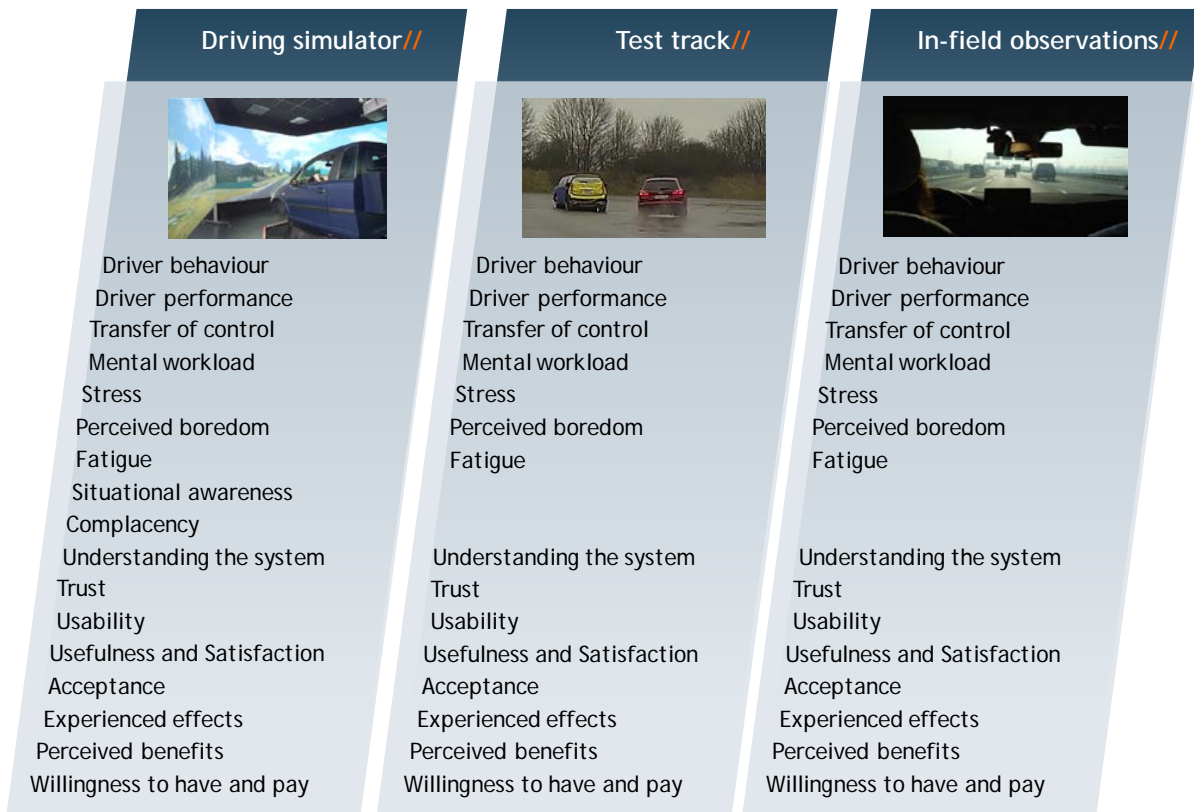 Driving simulator//
Driver behaviour
Driver performance
Transfer of control
Mental workload
Stress
Perceived boredom
Fatigue
Situational awareness
Complacency
Understanding the system
Trust
Usability
Usefulness and Satisfaction
Acceptance
Experienced effects
Perceived benefits
Willingness to have and pay
Test track//
Driver behaviour
Driver performance
Transfer of control
Mental workload
Stress
Perceived boredom
Fatigue
Understanding the system
Trust
Usability
Usefulness and Satisfaction
Acceptance
Experienced effects
Perceived benefits
Willingness to have and pay
In-field observations//
Driver behaviour
Driver performance
Transfer of control
Mental workload
Stress
Perceived boredom
Fatigue
Understanding the system
Trust
Usability
Usefulness and Satisfaction
Acceptance
Experienced effects
Perceived benefits
Willingness to have and pay